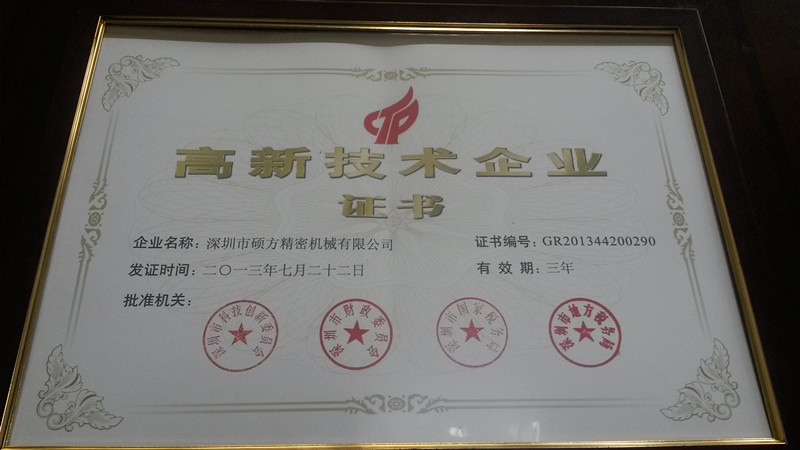 高新技术企业
证书
企业名称：深圳市硕方精密机械有限公司
证书编号：GR201344200290
发证时间：二〇一三年七月二十二日
有效期：三年
批准机关：
深圳市科技创新委员会
深圳市财政委员会
深圳市国家税务局
深圳市地方税务局